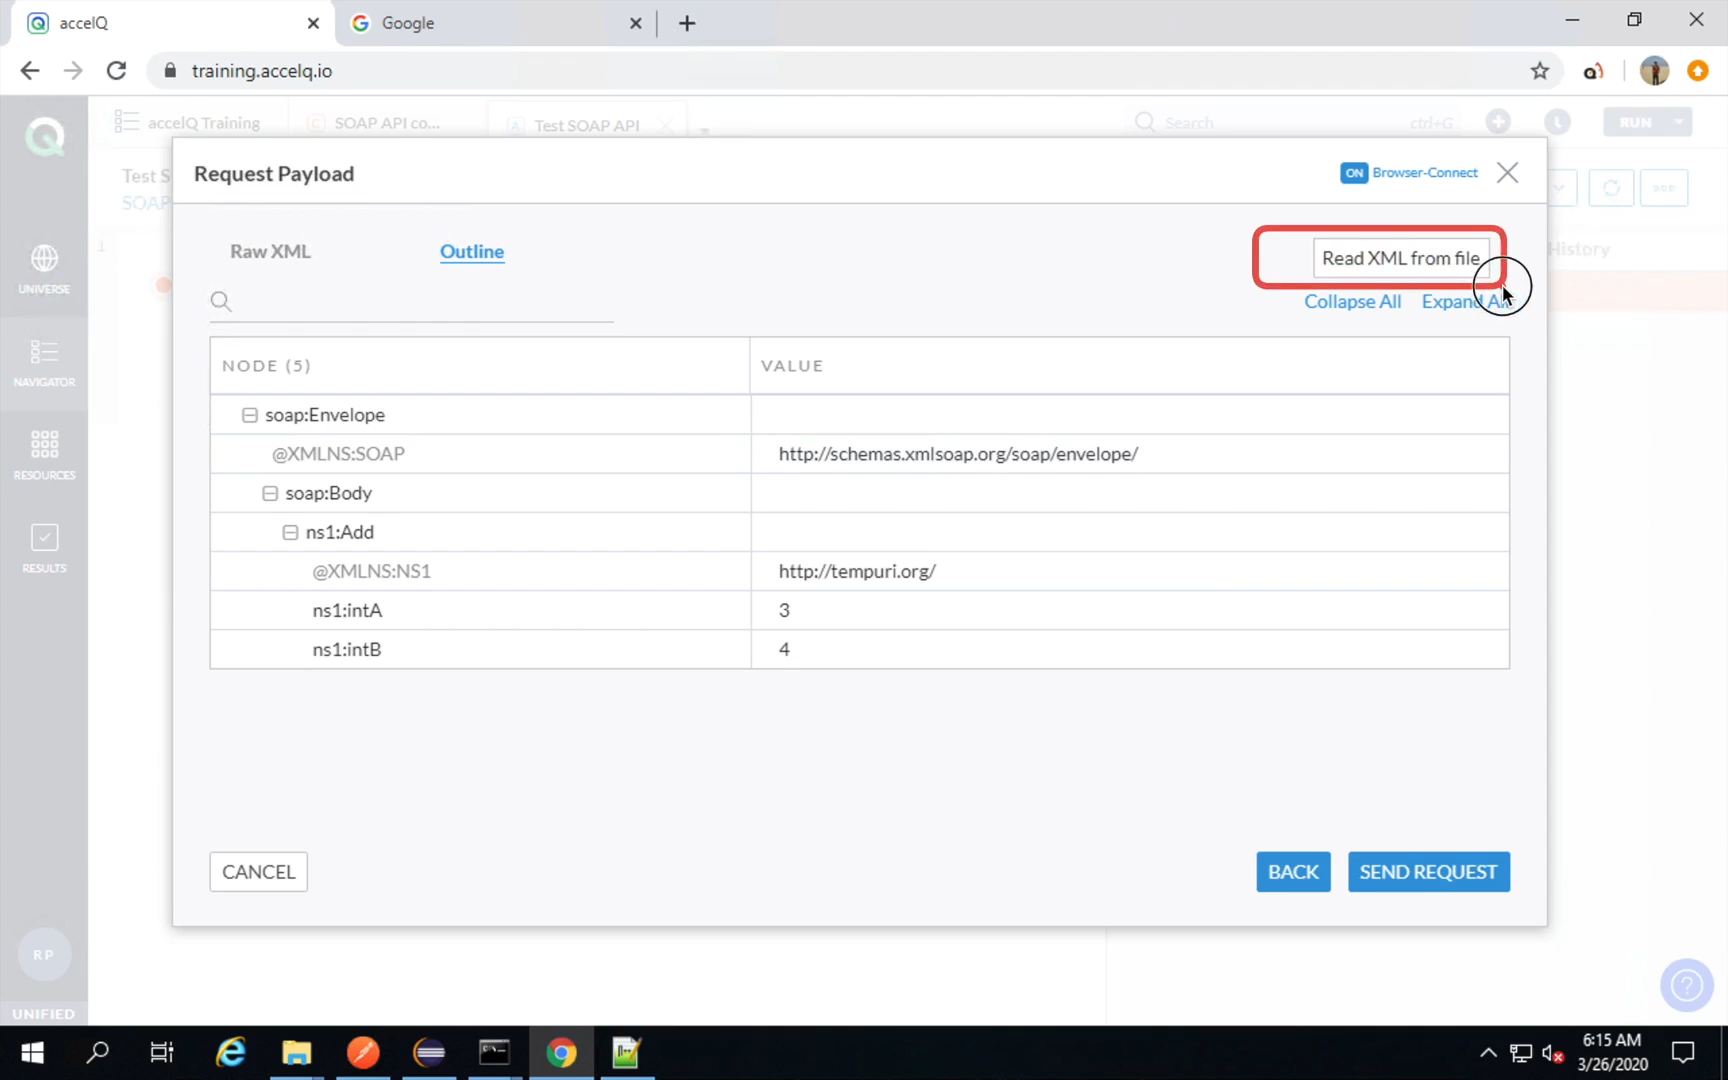 accelQ
Google
training.accelq.io
accelQ Training
SOAP API co...
Test SOAP API
Search
ctrl+G
RUN
Test S
SOAP
Request Payload
ON Browser-Connect
Raw XML
Outline
Read XML from file
Collapse All
Expand All
History
1
UNIVERSE
NAVIGATOR
RESOURCES
RESULTS
NODE (5)
VALUE
soap:Envelope
@XMLNS:SOAP
http://schemas.xmlsoap.org/soap/envelope/
soap:Body
ns1:Add
@XMLNS:NS1
http://tempuri.org/
ns1:intA
3
ns1:intB
4
CANCEL
BACK
SEND REQUEST
RP
UNIFIED
6:15 AM
3/26/2020